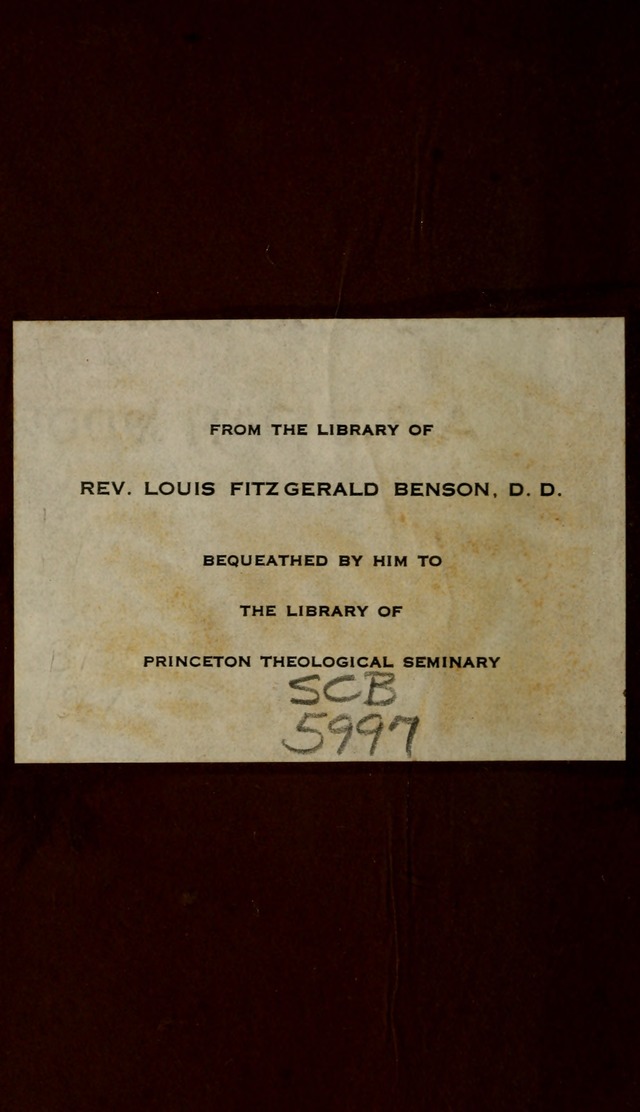 FROM THE LIBRARY OF
REV. LOUIS FITZGERALD BENSON, D. D.
BEQUEATHED BY HIM TO
THE LIBRARY OF
PRINCETON THEOLOGICAL SEMINARY
SCB
5997